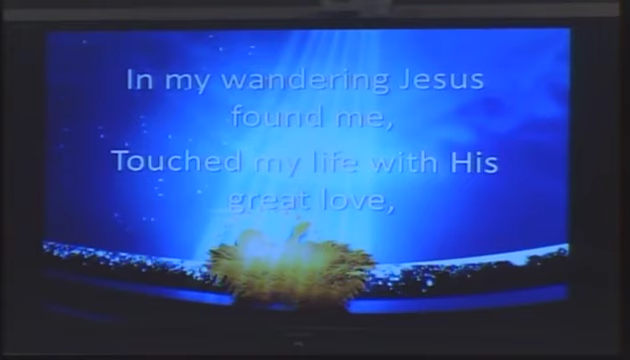 In my wandering Jesus
found me,
Touched my life with His
great love,